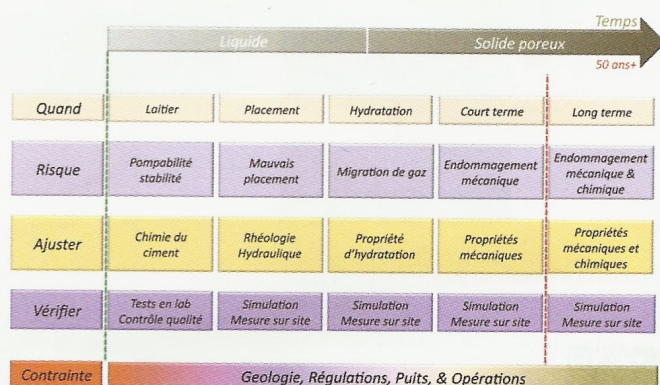 Temps
Liquide Solide poreux
50 ans+
Quand Laitier Placement Hydratation Court terme Long terme
Risque Pompabilité stabilité Mauvais placement Migration de gaz Endommagement mécanique Endommagement mécanique & chimique
Ajuster Chimie du ciment Rhéologie Hydraulique Propriété d'hydratation Propriétés mécaniques Propriétés mécaniques et chimiques
Vérifier Tests en lab Contrôle qualité Simulation Mesure sur site Simulation Mesure sur site Simulation Mesure sur site Simulation Mesure sur site
Contrainte Geologie, Régulations, Puits, & Opérations